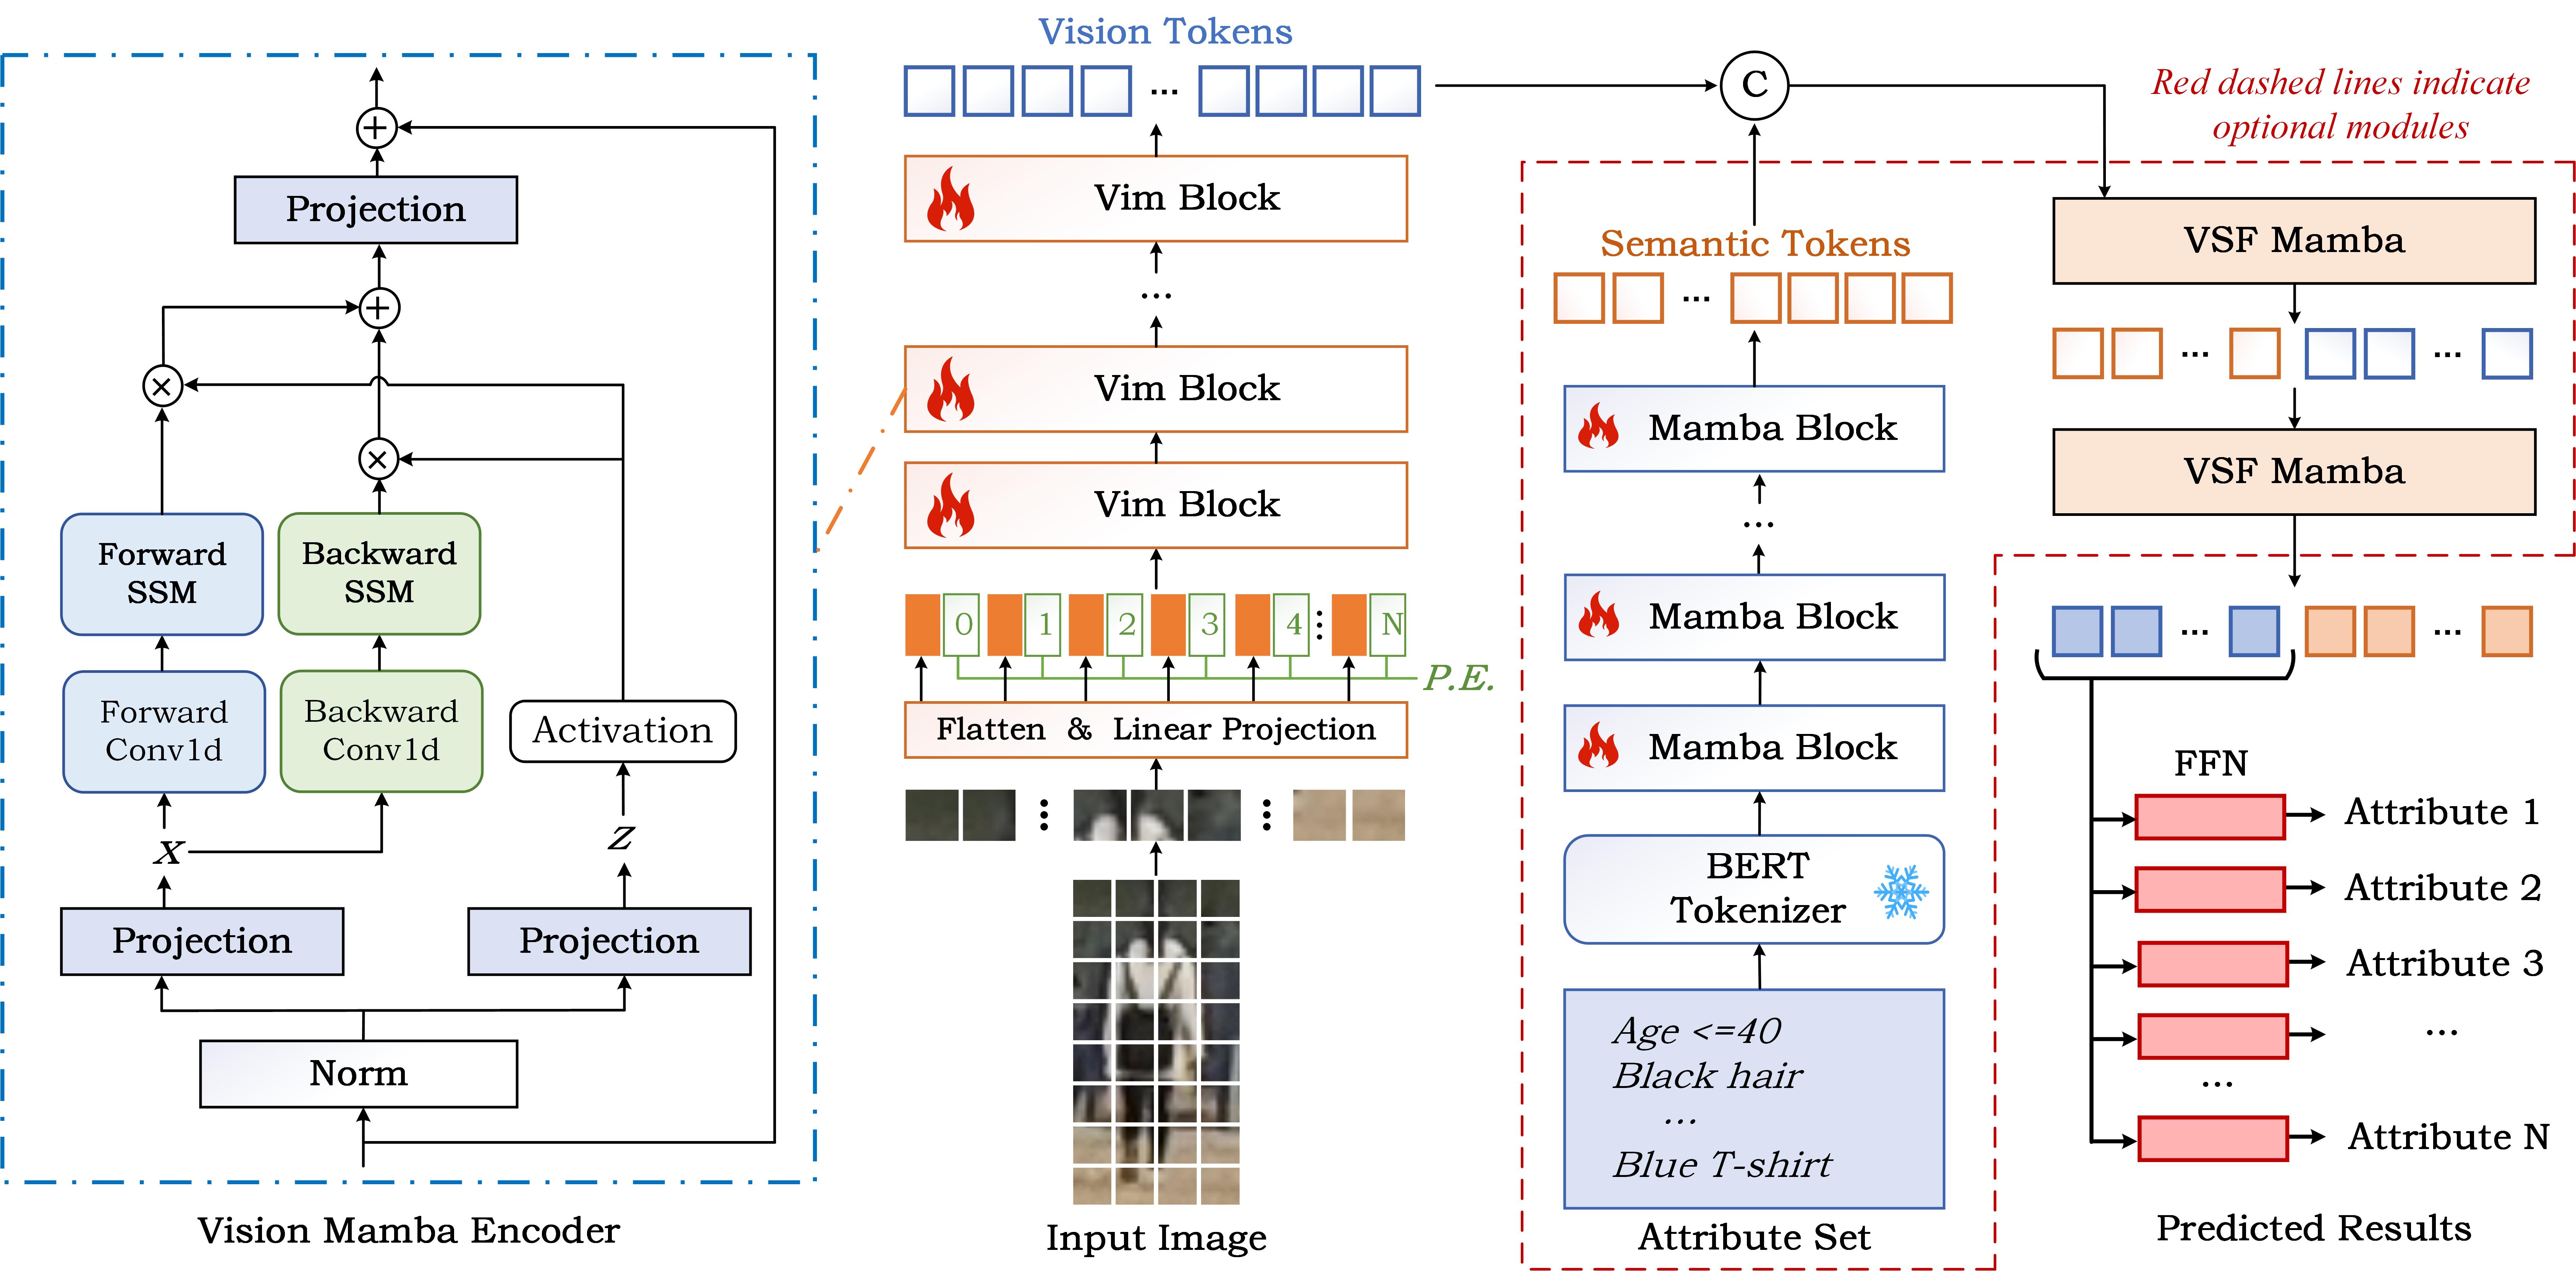 Projection
Forward
SSM
Backward
SSM
Forward
Conv1d
Backward
Conv1d
Activation
x
z
Projection
Projection
Norm
Vision Mamba Encoder
Vision Tokens
...
Vim Block
...
Vim Block
Vim Block
0 1 2 3 4 ... N
P.E.
Flatten & Linear Projection
Input Image
C
Semantic Tokens
...
Mamba Block
...
Mamba Block
Mamba Block
BERT
Tokenizer
Age <=40
Black hair
...
Blue T-shirt
Attribute Set
Red dashed lines indicate
optional modules
VSF Mamba
... ...
VSF Mamba
... ...
FFN
Attribute 1
Attribute 2
Attribute 3
...
...
Attribute N
Predicted Results